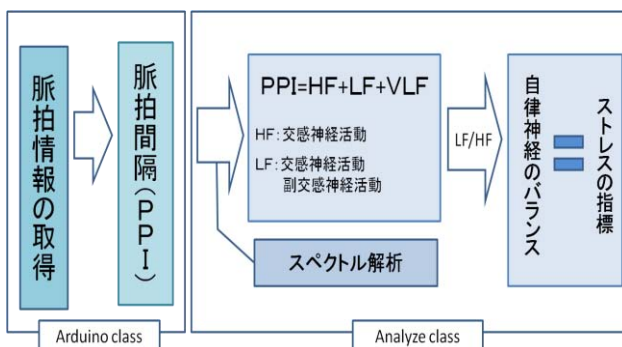 脈拍情報の取得
脈拍間隔(PPI)
PPI=HF+LF+VLF
HF:交感神経活動
LF:交感神経活動
副交感神経活動
スペクトル解析
LF/HF
自律神経のバランス
ストレスの指標
Arduino class
Analyze class